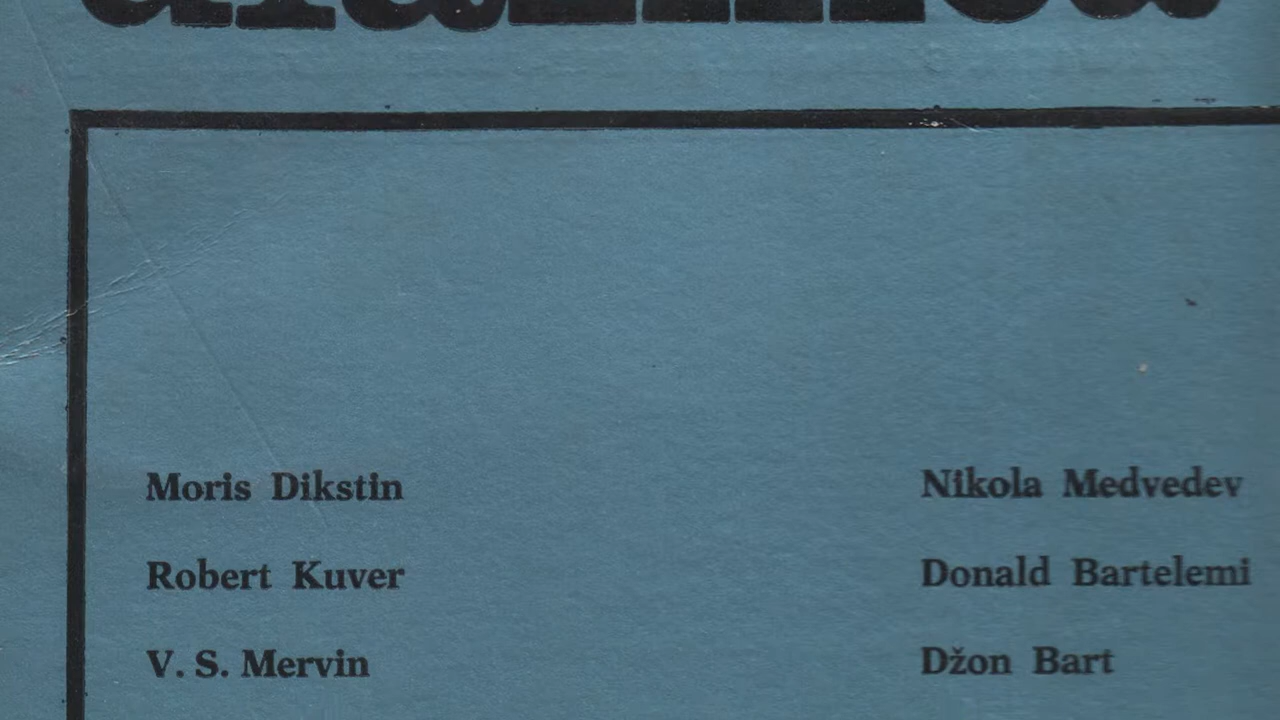 Moris Dikstin
Robert Kuver
V. S. Mervin
Nikola Medvedev
Donald Bartelemi
Džon Bart